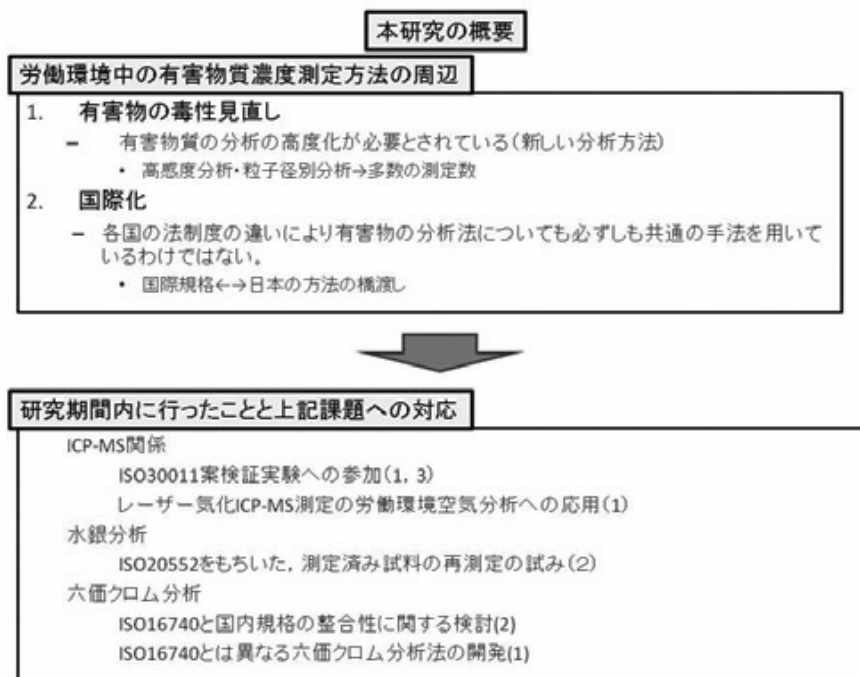 本研究の概要
労働環境中の有害物質濃度測定方法の周辺
1. 有害物の毒性見直し
– 有害物質の分析の高度化が必要とされている(新しい分析方法)
• 高感度分析・粒子径別分析→多数の測定数
2. 国際化
– 各国の法制度の違いにより有害物の分析法についても必ずしも共通の手法を用いて
いるわけではない。
• 国際規格←→日本の方法の橋渡し
研究期間内に行ったことと上記課題への対応
ICP-MS関係
ISO30011案検証実験への参加(1, 3)
レーザー気化ICP-MS測定の労働環境空気分析への応用(1)
水銀分析
ISO20552をもちいた, 測定済み試料の再測定の試み(2)
六価クロム分析
ISO16740と国内規格の整合性に関する検討(2)
ISO16740とは異なる六価クロム分析法の開発(1)